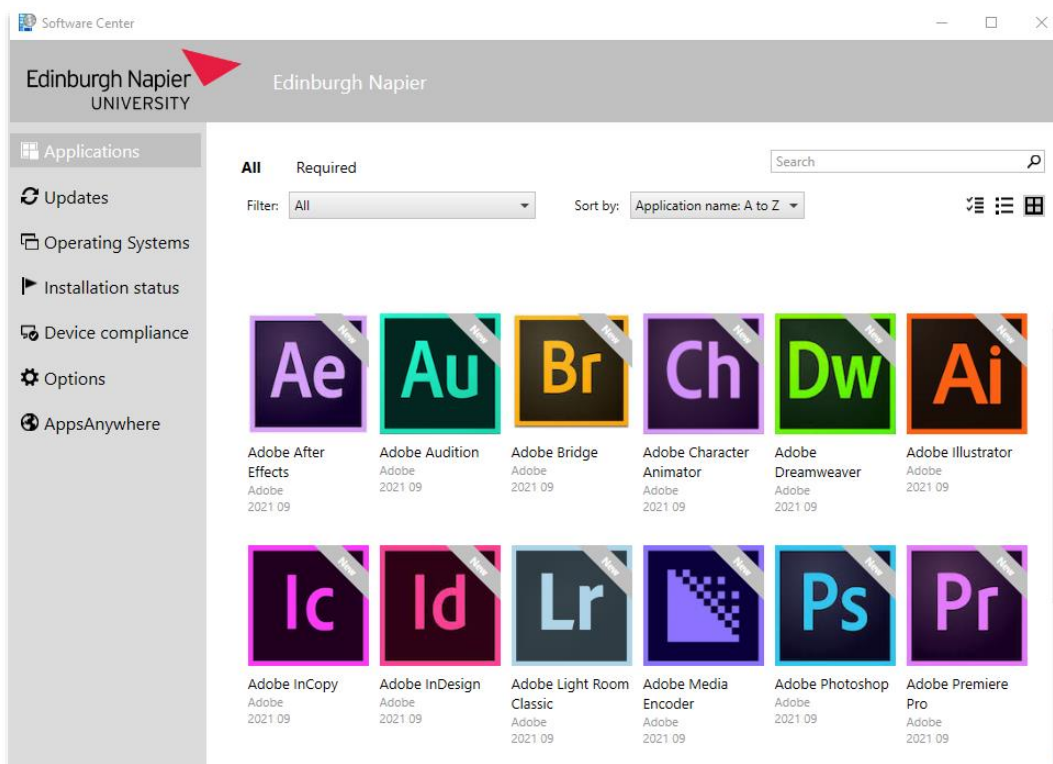 Software Center
Edinburgh Napier
UNIVERSITY
Edinburgh Napier
Applications
Updates
Operating Systems
Installation status
Device compliance
Options
AppsAnywhere
All Required
Search
Filter: All Sort by: Application name: A to Z
New New New New New New
Ae Au Br Ch Dw Ai
Adobe After Effects
Adobe
2021 09
Adobe Audition
Adobe
2021 09
Adobe Bridge
Adobe
2021 09
Adobe Character
Animator
Adobe
2021 09
Adobe
Dreamweaver
Adobe
2021 09
Adobe Illustrator
Adobe
2021 09
New New New New New New
Ic Id Lr Ps Pr
Adobe InCopy
Adobe
2021 09
Adobe InDesign
Adobe
2021 09
Adobe Light Room
Classic
Adobe
2021 09
Adobe Media
Encoder
Adobe
2021 09
Adobe Photoshop
Adobe
2021 09
Adobe Premiere
Pro
Adobe
2021 09